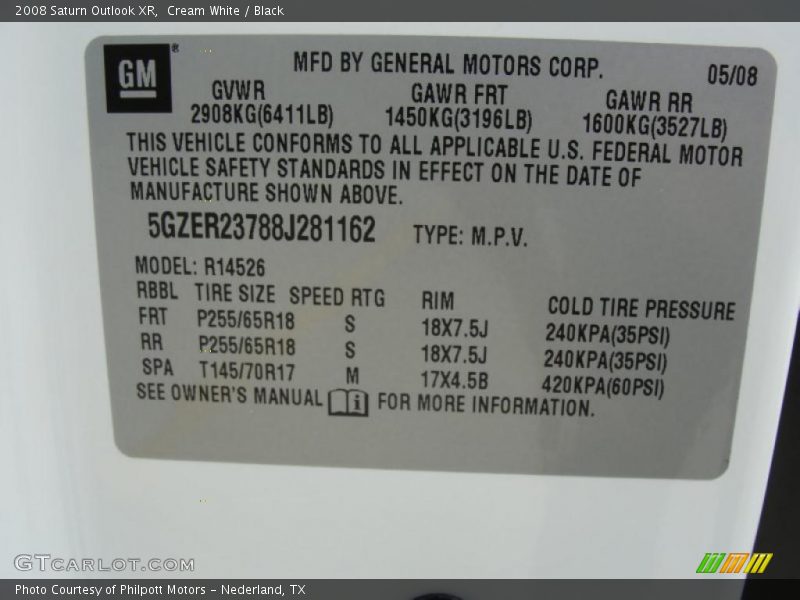 2008 Saturn Outlook XR,  Cream White / Black
GM®
MFD BY GENERAL MOTORS CORP.
05/08
GVWR GAWR FRT GAWR RR
2908KG(6411LB) 1450KG(3196LB) 1600KG(3527LB)
THIS VEHICLE CONFORMS TO ALL APPLICABLE U.S. FEDERAL MOTOR
VEHICLE SAFETY STANDARDS IN EFFECT ON THE DATE OF
MANUFACTURE SHOWN ABOVE.
5GZER23788J281162 TYPE: M.P.V.
MODEL: R14526
RBBL TIRE SIZE SPEED RTG RIM COLD TIRE PRESSURE
FRT P255/65R18 S 18X7.5J 240KPA(35PSI)
RR P255/65R18 S 18X7.5J 240KPA(35PSI)
SPA T145/70R17 M 17X4.5B 420KPA(60PSI)
SEE OWNER'S MANUAL i FOR MORE INFORMATION.
GTCARLOT.COM
Photo Courtesy of Philpott Motors – Nederland, TX